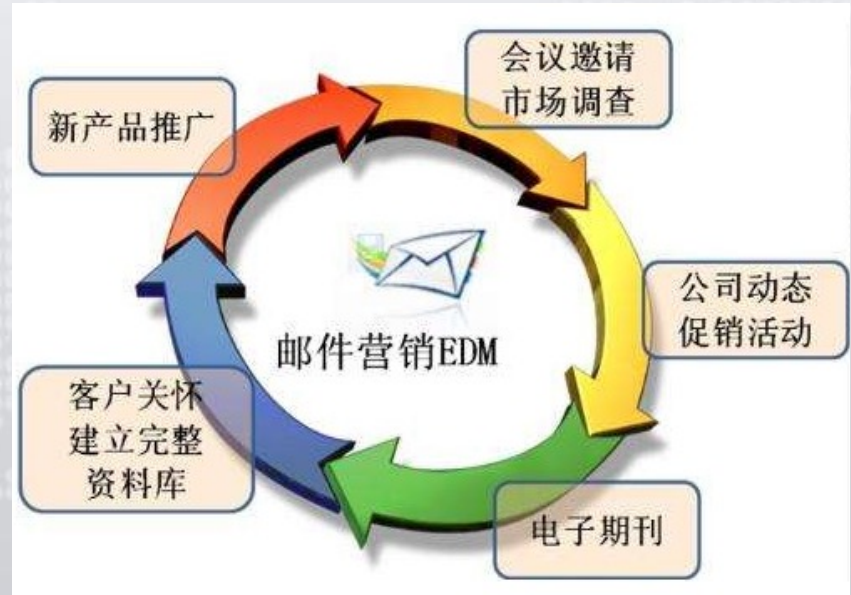 新产品推广
会议邀请
市场调查
公司动态
促销活动
邮件营销EDM
客户关怀
建立完整
资料库
电子期刊